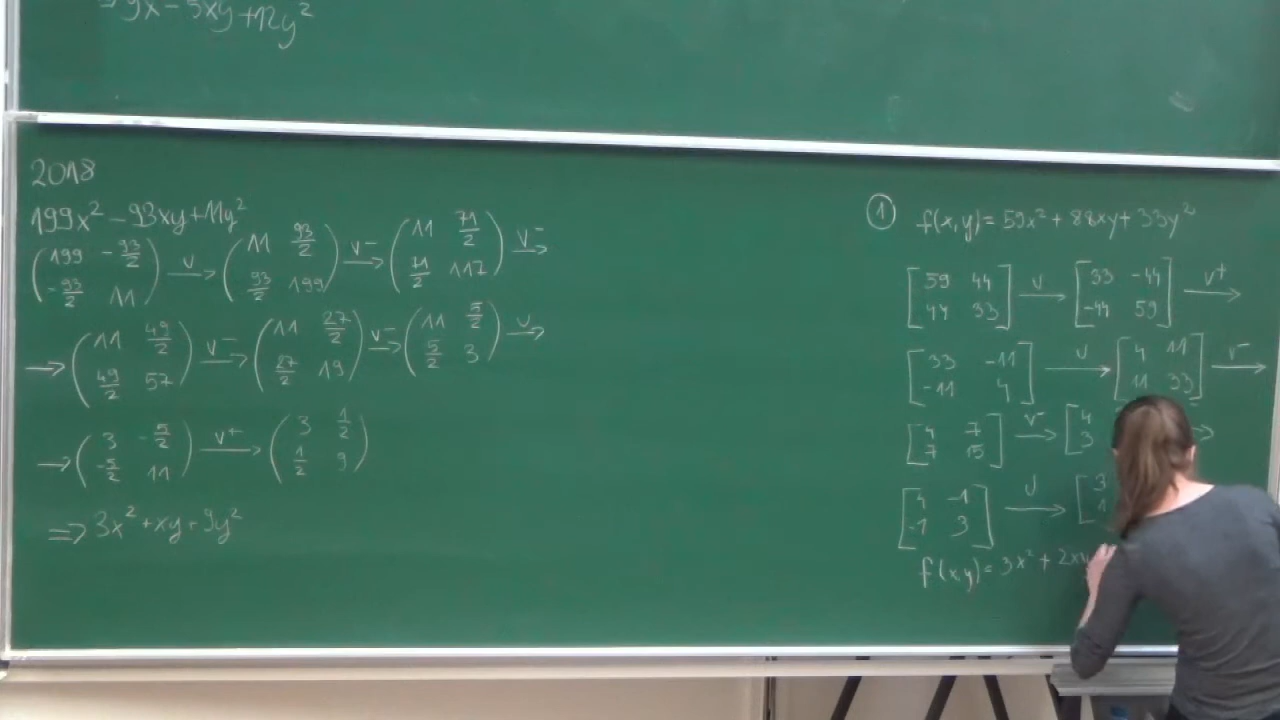 ⇒ 9x - 5xy + 12y²
2018
199x² - 93xy + 11y²
(199 -93/2; -93/2 11) →U (11 93/2; 93/2 199) →V⁻ (11 71/2; 71/2 117) →V⁻
→ (11 49/2; 49/2 57) →V⁻ (11 27/2; 27/2 19) →V⁻ (11 5/2; 5/2 3) →U
→ (3 -5/2; -5/2 11) →V⁺ (3 1/2; 1/2 9)
⇒ 3x² + xy + 9y²
① f(x,y) = 59x² + 88xy + 33y²
[59 44; 44 33] →U [33 -44; -44 59] →V⁺
[33 -11; -11 4] →U [4 11; 11 33] →V⁻
[4 7; 7 15] →V⁻ [4; 3 →
[4 -1; -1 3] →U [3; 1
f(x,y) = 3x² + 2xy